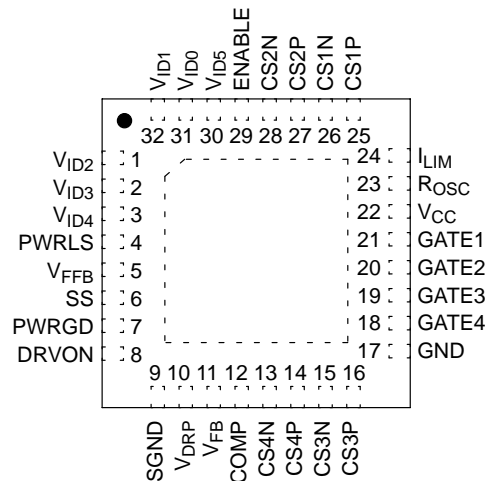 VID1 VID0 VID5 ENABLE CS2N CS2P CS1N CS1P
32 31 30 29 28 27 26 25
VID2 1
VID3 2
VID4 3
PWRLS 4
VFFB 5
SS 6
PWRGD 7
DRVON 8
24 ILIM
23 ROSC
22 VCC
21 GATE1
20 GATE2
19 GATE3
18 GATE4
17 GND
9 10 11 12 13 14 15 16
SGND VDRP VFB COMP CS4N CS4P CS3N CS3P